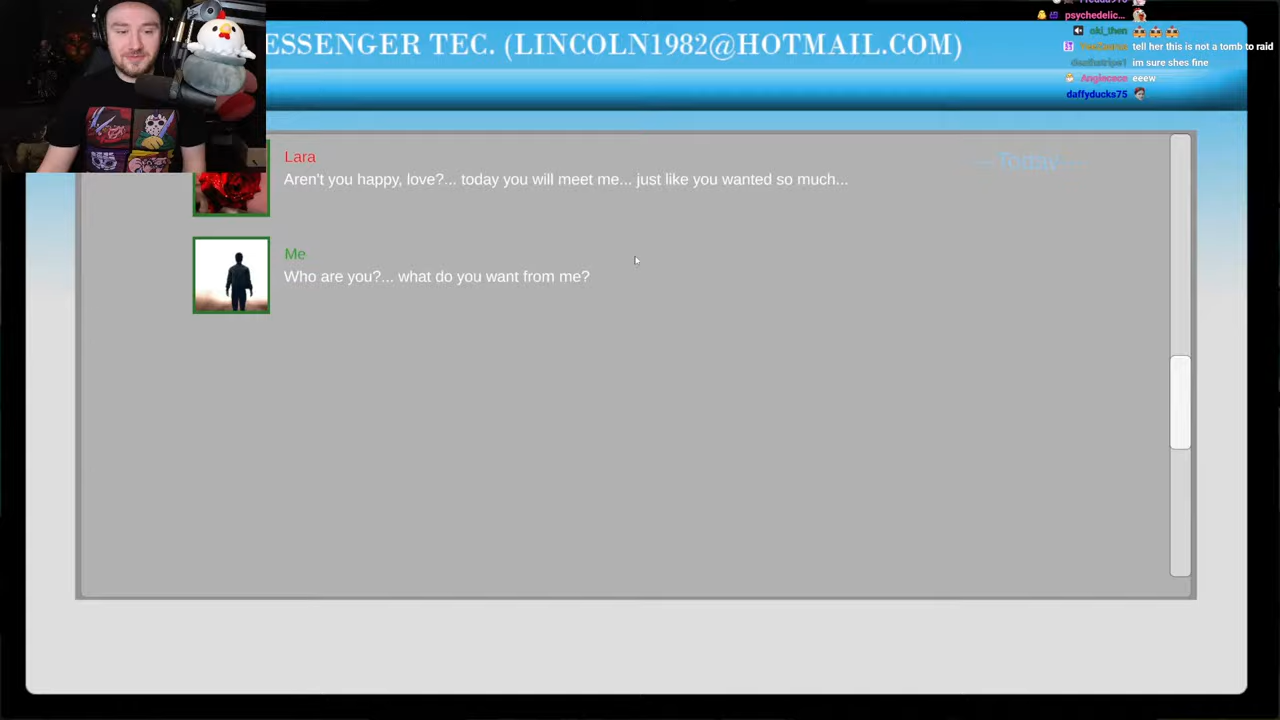 ESSENGER TEC. (LINCOLN1982@HOTMAIL.COM)
psychedelic...
oki_then
tell her this is not a tomb to raid
im sure shes fine
eeew
daffyducks75
---Today---
Lara
Aren't you happy, love?... today you will meet me... just like you wanted so much...
Me
Who are you?... what do you want from me?